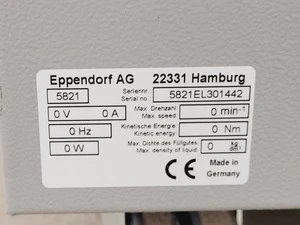 Eppendorf AG 22331 Hamburg
5821 Seriennr.: Serial no.: 5821EL301442
0 V 0 A Max. Drehzahl: Max. speed: 0 min⁻¹
0 Hz Kinetische Energie: Kinetic energy: 0 Nm
0 W Max. Dichte des Füllgutes: Max. density of liquid: 0
CE Made in Germany